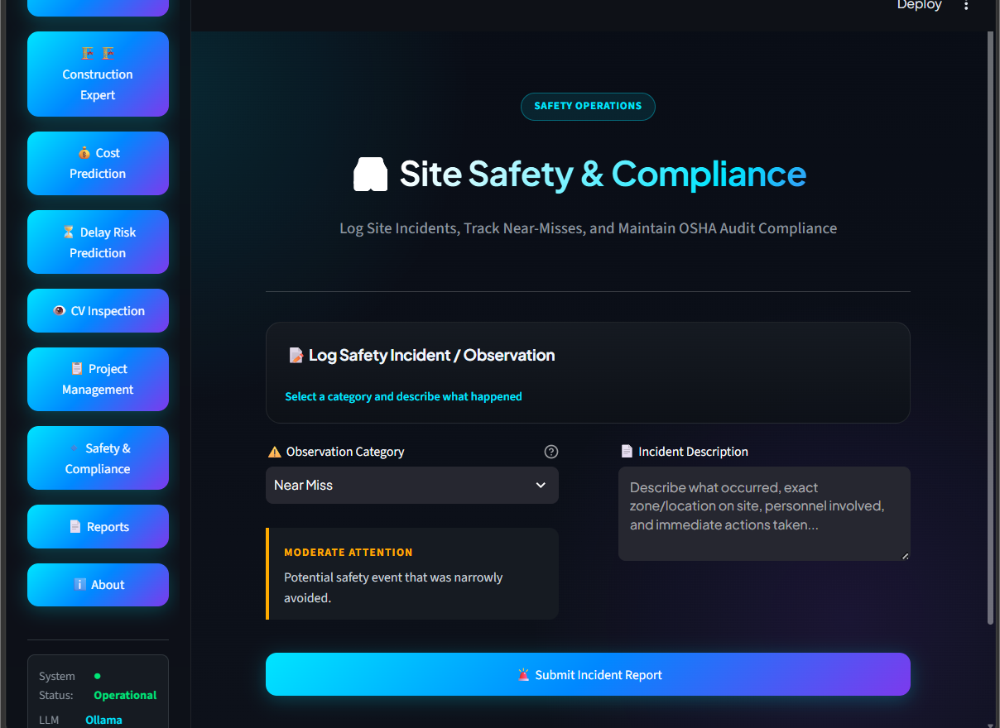 Deploy
Construction
Expert
Cost
Prediction
Delay Risk
Prediction
CV Inspection
Project
Management
Safety &
Compliance
Reports
About
System
Status:
Operational
LLM
Ollama
SAFETY OPERATIONS
Site Safety & Compliance
Log Site Incidents, Track Near-Misses, and Maintain OSHA Audit Compliance
Log Safety Incident / Observation
Select a category and describe what happened
Observation Category
Near Miss
MODERATE ATTENTION
Potential safety event that was narrowly
avoided.
Incident Description
Describe what occurred, exact
zone/location on site, personnel involved,
and immediate actions taken...
Submit Incident Report